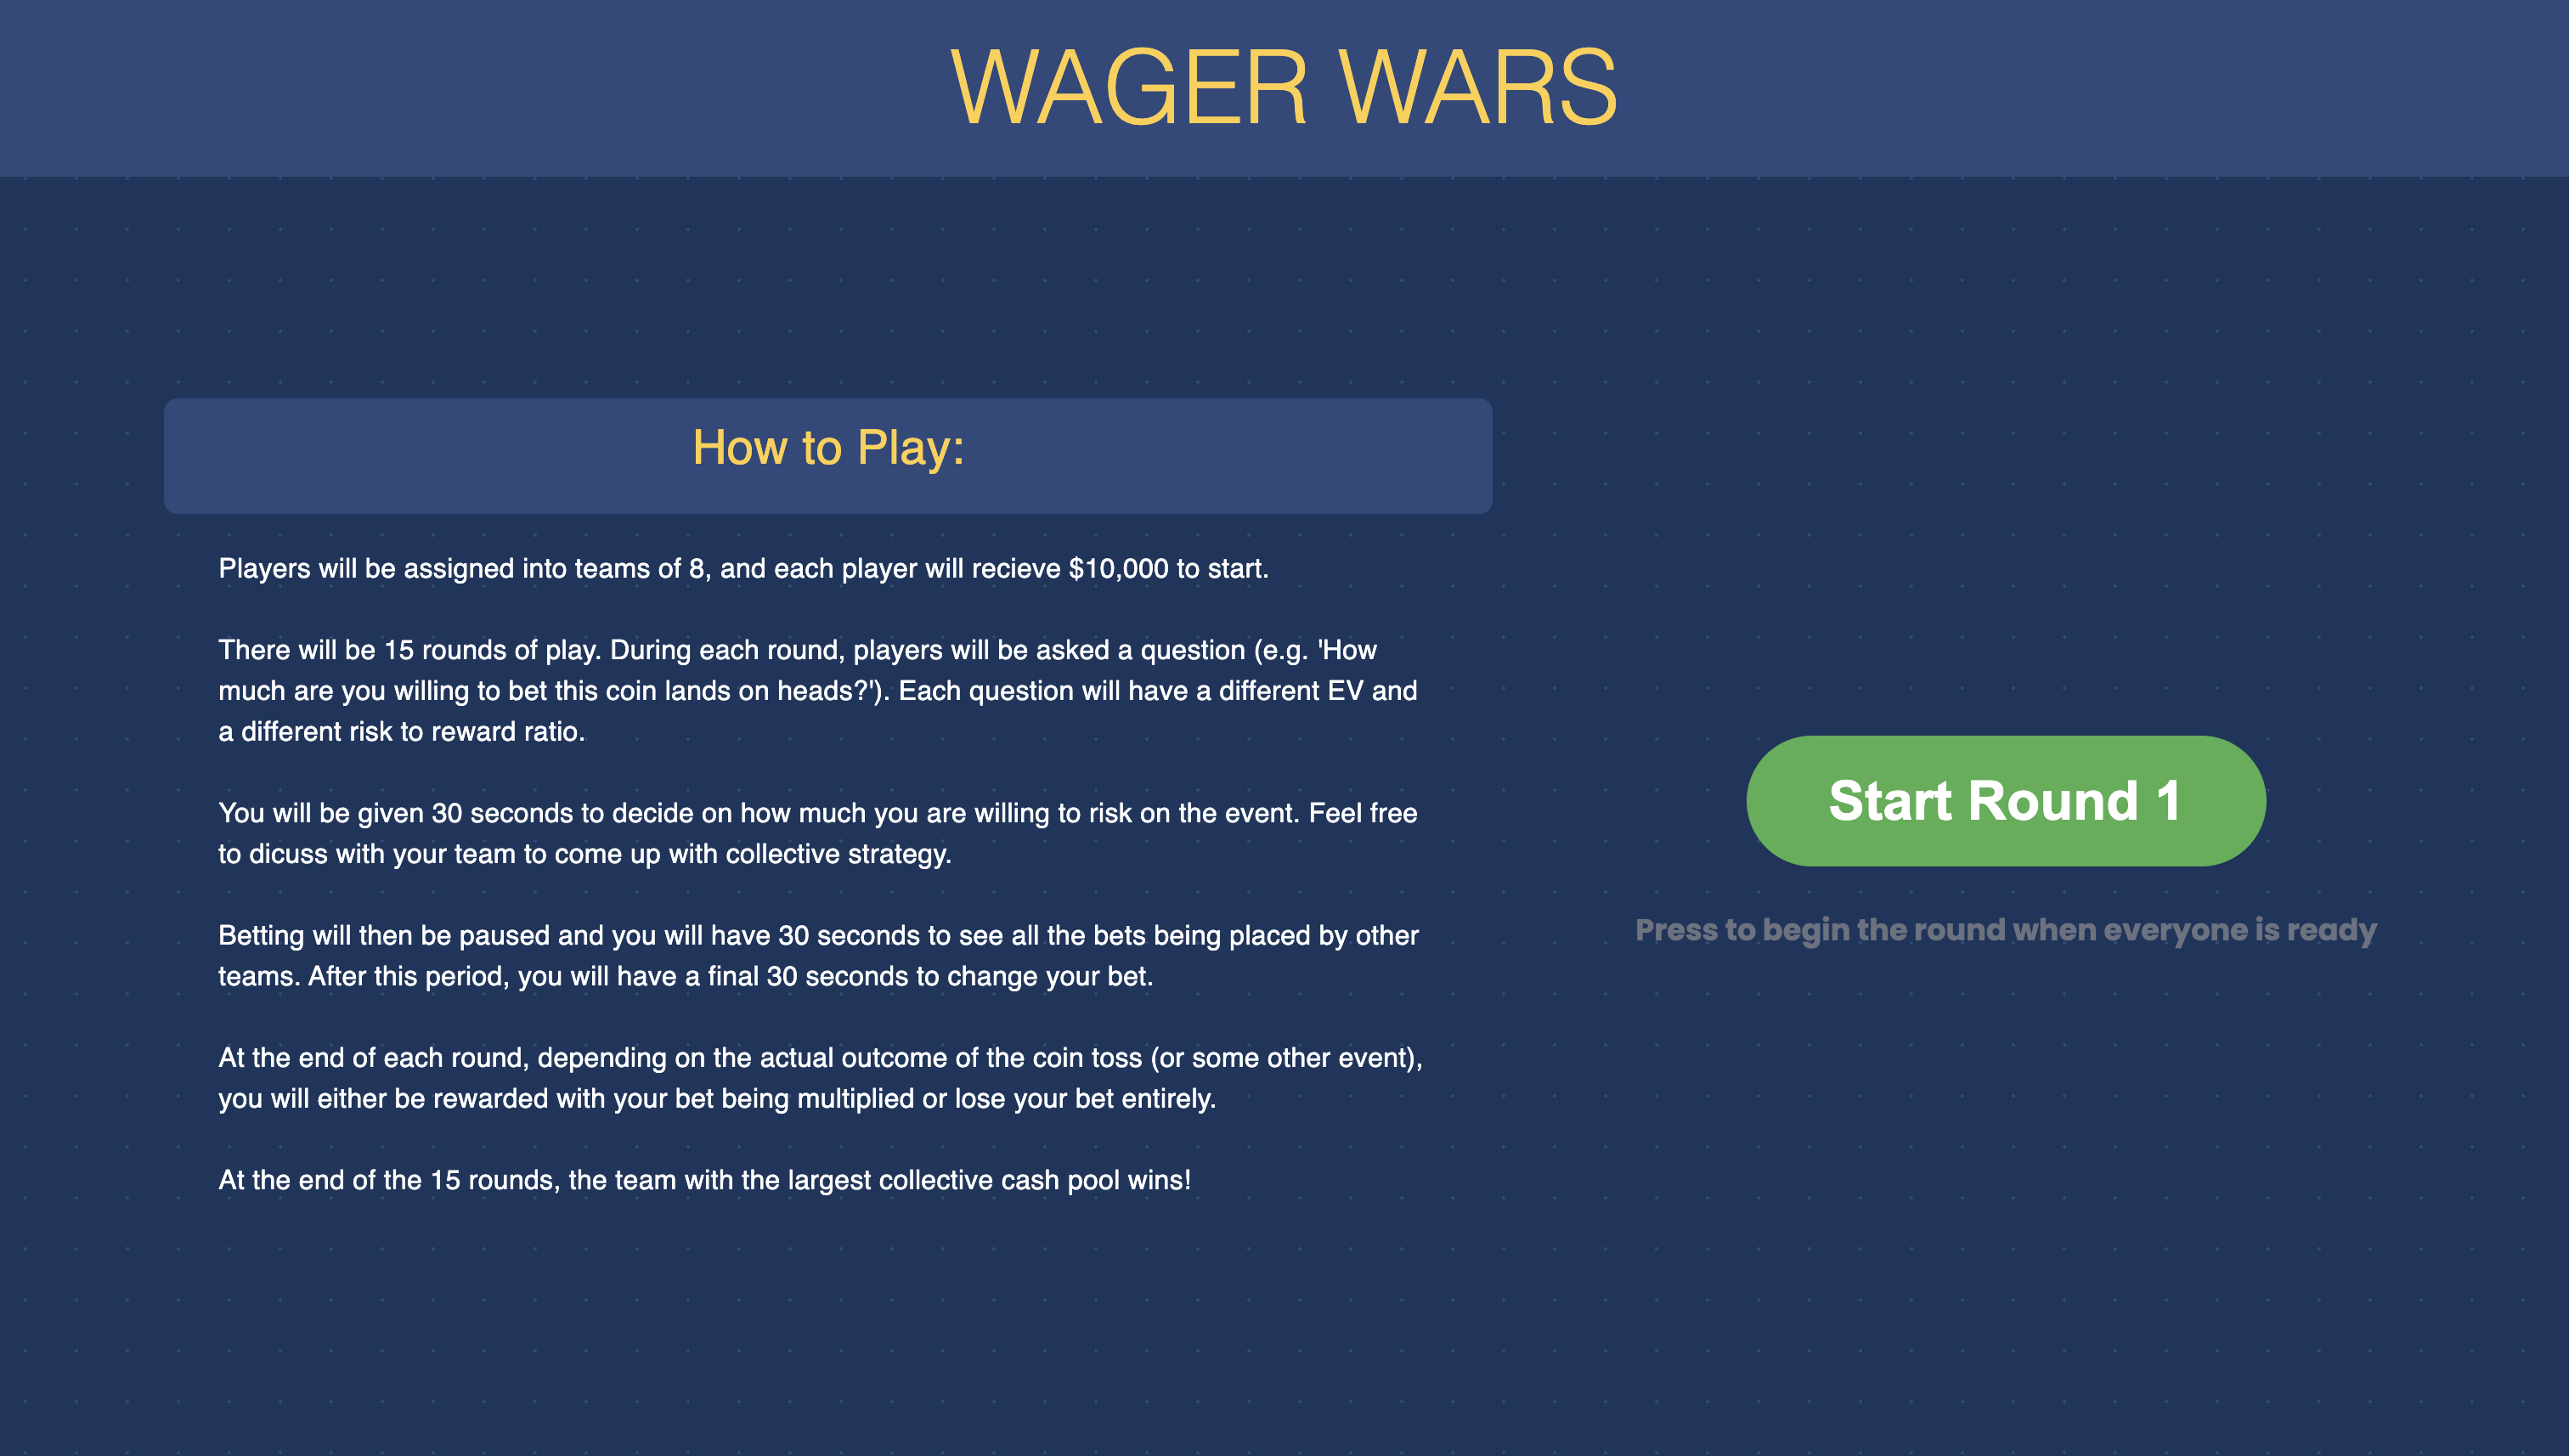 WAGER WARS
How to Play:
Players will be assigned into teams of 8, and each player will recieve $10,000 to start.
There will be 15 rounds of play. During each round, players will be asked a question (e.g. 'How
much are you willing to bet this coin lands on heads?'). Each question will have a different EV and
a different risk to reward ratio.
You will be given 30 seconds to decide on how much you are willing to risk on the event. Feel free
to dicuss with your team to come up with collective strategy.
Betting will then be paused and you will have 30 seconds to see all the bets being placed by other
teams. After this period, you will have a final 30 seconds to change your bet.
At the end of each round, depending on the actual outcome of the coin toss (or some other event),
you will either be rewarded with your bet being multiplied or lose your bet entirely.
At the end of the 15 rounds, the team with the largest collective cash pool wins!
Start Round 1
Press to begin the round when everyone is ready